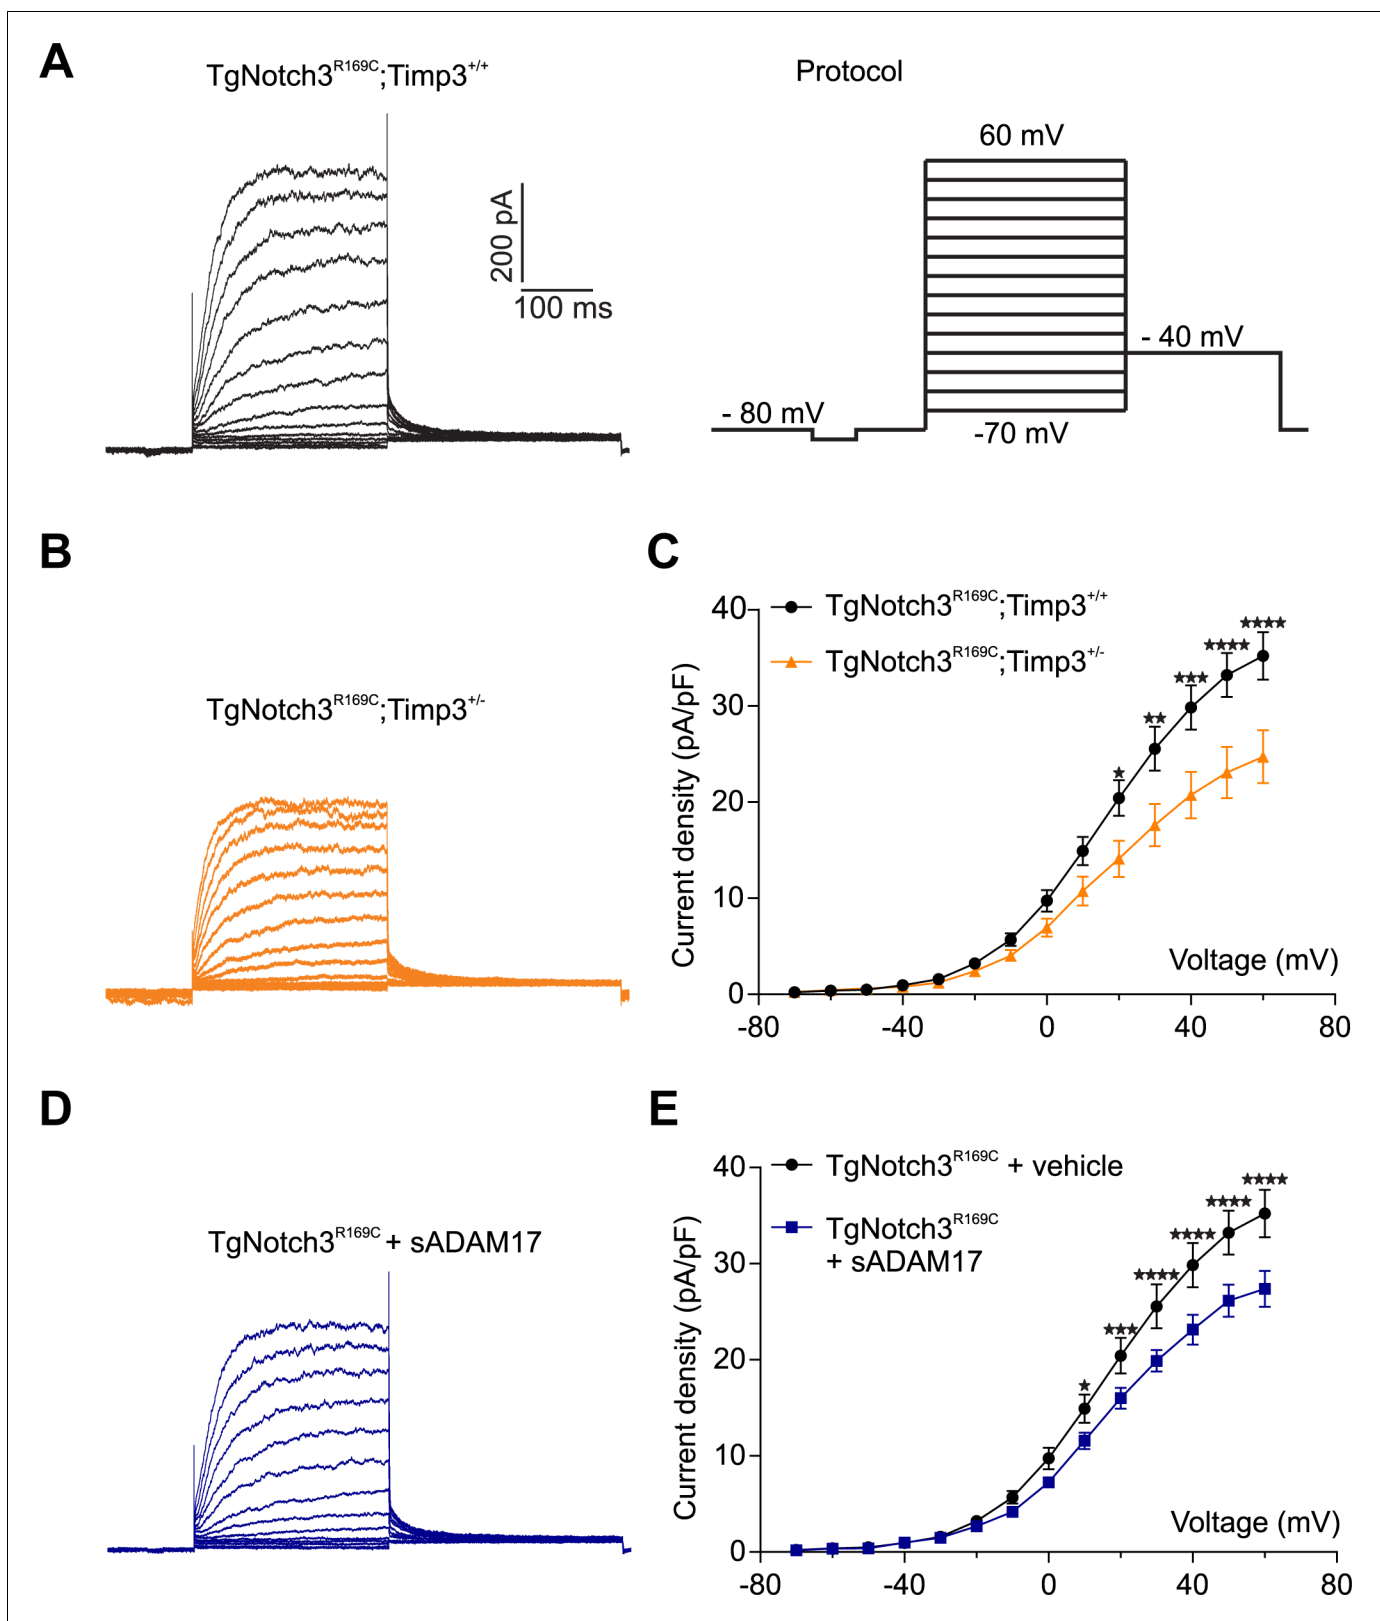 A
TgNotch3R169C;Timp3+/+
Protocol
200 pA
100 ms
60 mV
- 40 mV
- 80 mV
-70 mV
B
TgNotch3R169C;Timp3+/-
C
TgNotch3R169C;Timp3+/+
TgNotch3R169C;Timp3+/-
★ ★★ ★★★ ★★★★ ★★★★
Current density (pA/pF)
40
30
20
10
0
Voltage (mV)
-80 -40 0 40 80
D
TgNotch3R169C + sADAM17
E
TgNotch3R169C + vehicle
TgNotch3R169C
+ sADAM17
★ ★★★ ★★★★ ★★★★ ★★★★ ★★★★
Current density (pA/pF)
40
30
20
10
0
Voltage (mV)
-80 -40 0 40 80